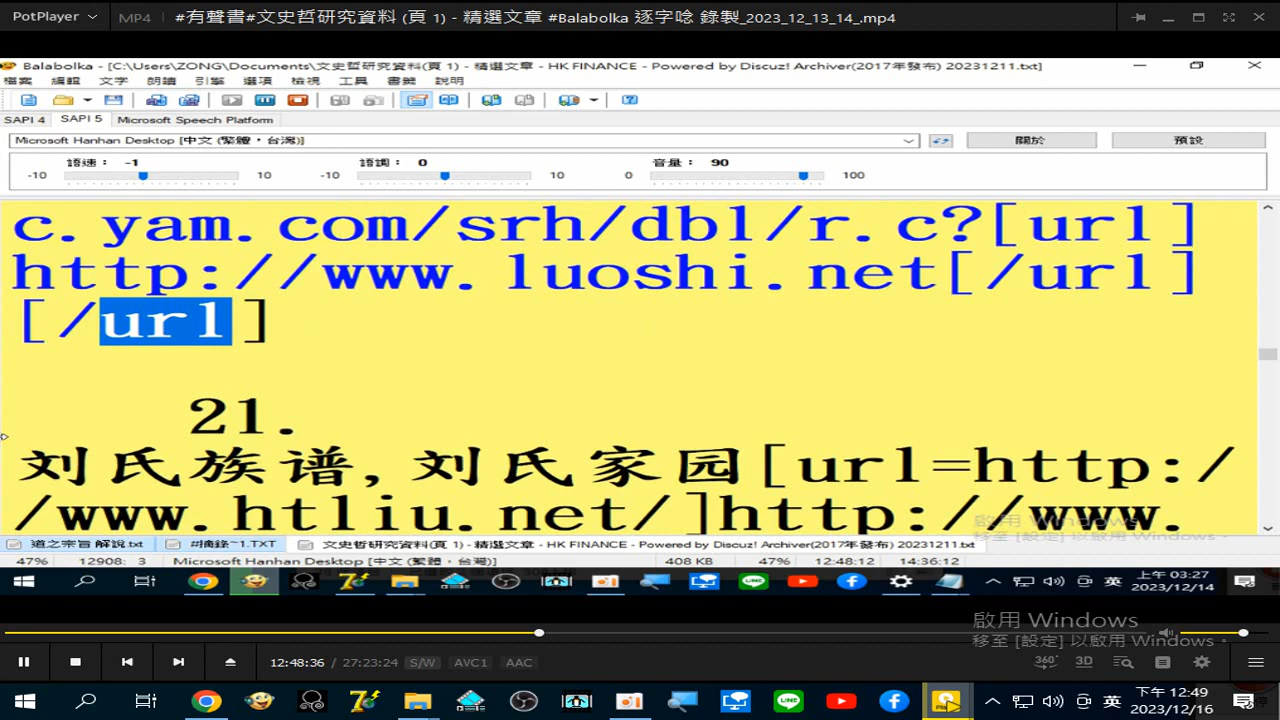 PotPlayer MP4 #有聲書#文史哲研究資料 (頁 1) - 精選文章 #Balabolka 逐字唸 錄製_2023_12_13_14_.mp4
Balabolka - [C:\Users\ZONG\Documents\文史哲研究資料(頁 1) - 精選文章 - HK FINANCE - Powered by Discuz! Archiver(2017年發布) 20231211.txt]
檔案 編輯 文字 朗讀 引擎 選項 檢視 工具 書籤 說明
SAPI 4 SAPI 5 Microsoft Speech Platform
Microsoft Hanhan Desktop [中文 (繁體，台灣)] 關於 預設
語速： -1 語調： 0 音量： 90
-10 10 -10 10 0 100
c.yam.com/srh/dbl/r.c?[url]
http://www.luoshi.net[/url]
[/url]
21.
刘氏族谱,刘氏家园[url=http:/
/www.htliu.net/]http://www.
啟用 Windows
移至 [設定] 以啟用 Windows。
道之宗旨 解說.txt #摘錄~1.TXT 文史哲研究資料(頁 1) - 精選文章 - HK FINANCE - Powered by Discuz! Archiver(2017年發布) 20231211.txt
47% 12908: 3 Microsoft Hanhan Desktop [中文 (繁體，台灣)] 408 KB 47% 12:48:12 14:36:12
英 上午 03:27
2023/12/14
啟用 Windows
移至 [設定] 以啟用 Windows。
12:48:36 / 27:23:24 S/W AVC1 AAC 360° 3D
英 下午 12:49
2023/12/16